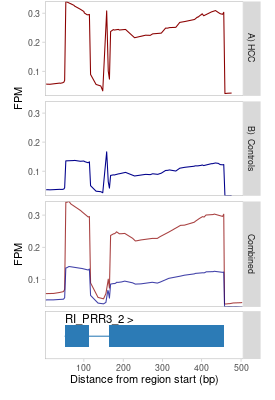 0.3
0.2
0.1
FPM
A) HCC
0.3
0.2
0.1
B) Controls
0.3
0.2
0.1
FPM
Combined
RI_PRR3_2 >
100
200
300
400
500
Distance from region start (bp)